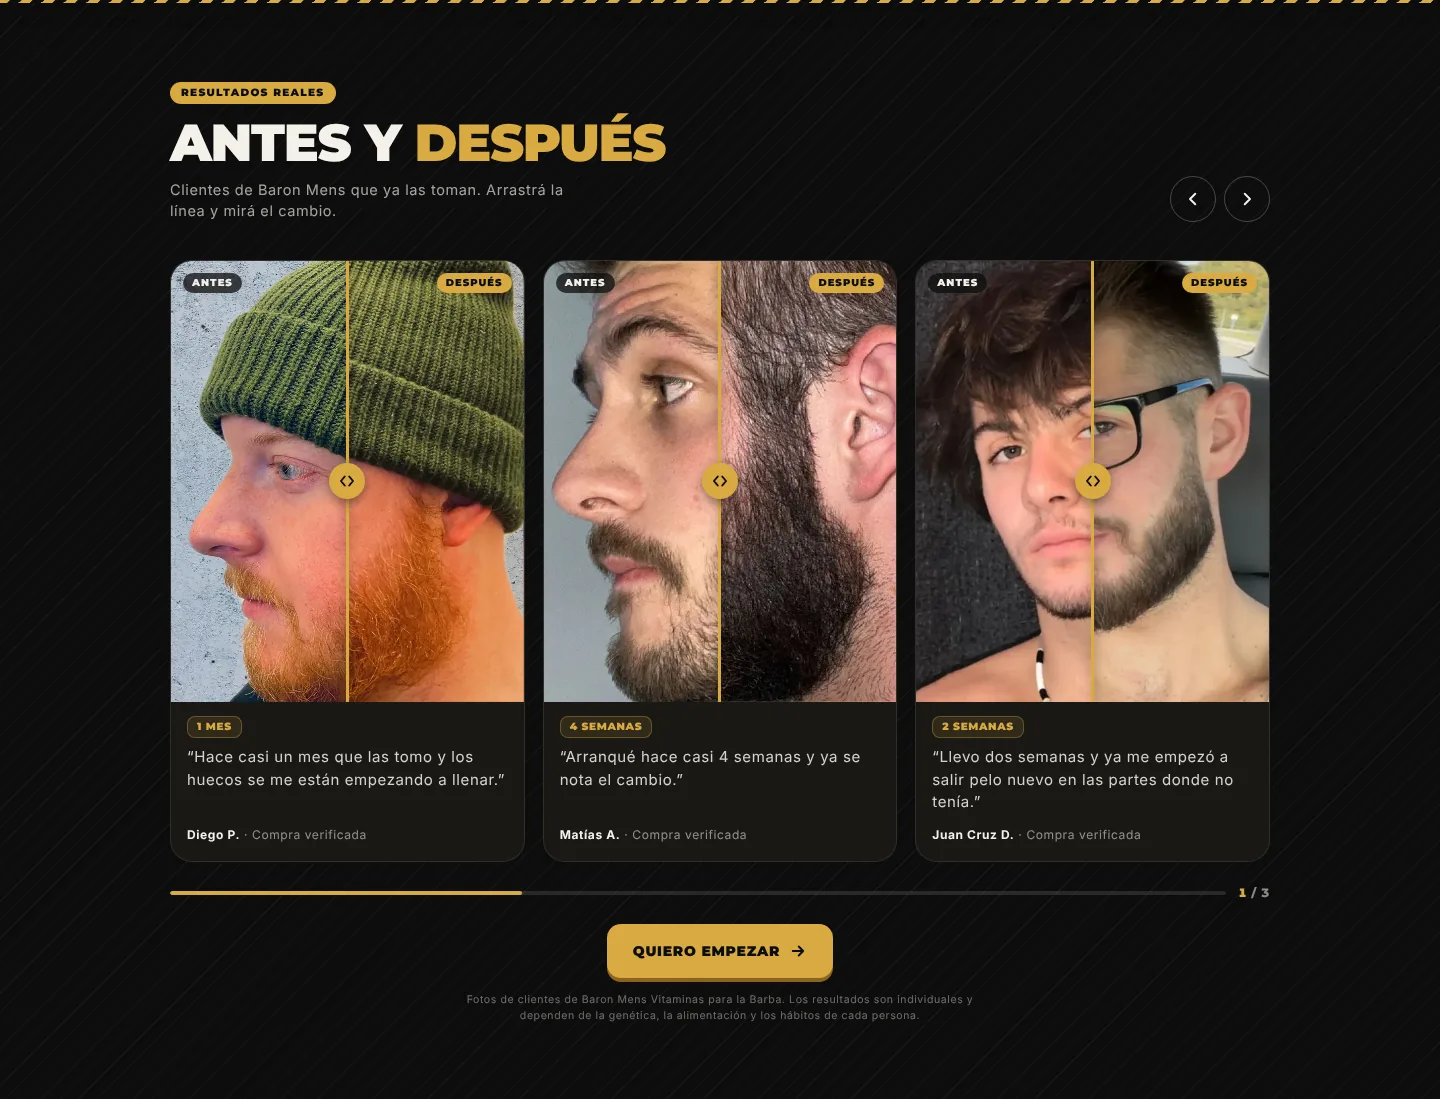 RESULTADOS REALES
ANTES Y DESPUÉS
Clientes de Baron Mens que ya las toman. Arrastrá la
línea y mirá el cambio.
ANTES
DESPUÉS
ANTES
DESPUÉS
ANTES
DESPUÉS
1 MES
“Hace casi un mes que las tomo y los
huecos se me están empezando a llenar.”
Diego P. · Compra verificada
4 SEMANAS
“Arranqué hace casi 4 semanas y ya se
nota el cambio.”
Matías A. · Compra verificada
2 SEMANAS
“Llevo dos semanas y ya me empezó a
salir pelo nuevo en las partes donde no
tenía.”
Juan Cruz D. · Compra verificada
1 / 3
QUIERO EMPEZAR →
Fotos de clientes de Baron Mens Vitaminas para la Barba. Los resultados son individuales y
dependen de la genética, la alimentación y los hábitos de cada persona.